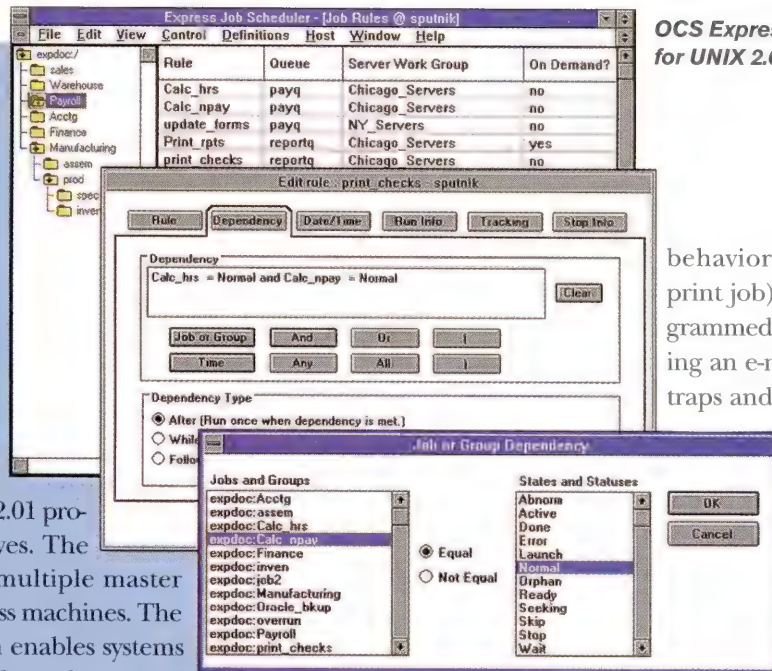 Express Job Scheduler - [Job Rules @ sputnik]
File Edit View Control Definitions Host Window Help
expdoc:/
sales
Warehouse
Payroll
Acctg
Finance
Manufacturing
assem
prod
spec
inven
Rule Queue Server Work Group On Demand?
Calc_hrs payq Chicago_Servers no
Calc_npay payq Chicago_Servers no
update_forms payq NY_Servers no
Print_rpts reportq Chicago_Servers yes
print_checks reportq Chicago_Servers no
OCS Expres
for UNIX 2.0
Edit rule : print_checks - sputnik
Rule Dependency Date/Time Run Info Tracking Stop Info
Dependency
Calc_hrs = Normal and Calc_npay = Normal
Clear
Job or Group And Or (
Time Any All )
Dependency Type
After (Run once when dependency is met.)
While
Follo
behavior
print job)
grammed
ing an e-m
traps and
Job or Group Dependency
Jobs and Groups
expdoc:Acctg
expdoc:assem
expdoc:Calc_hrs
expdoc:Calc_npay
expdoc:Finance
expdoc:inven
expdoc:job2
expdoc:Manufacturing
expdoc:Oracle_bkup
expdoc:overrun
expdoc:Payroll
expdoc:print_checks
Equal
Not Equal
States and Statuses
Abnorm
Active
Done
Error
Launch
Normal
Orphan
Ready
Seeking
Skip
Stop
Wait
OK
Cancel
2.01 pro-
ves. The
multiple master
ss machines. The
enables systems